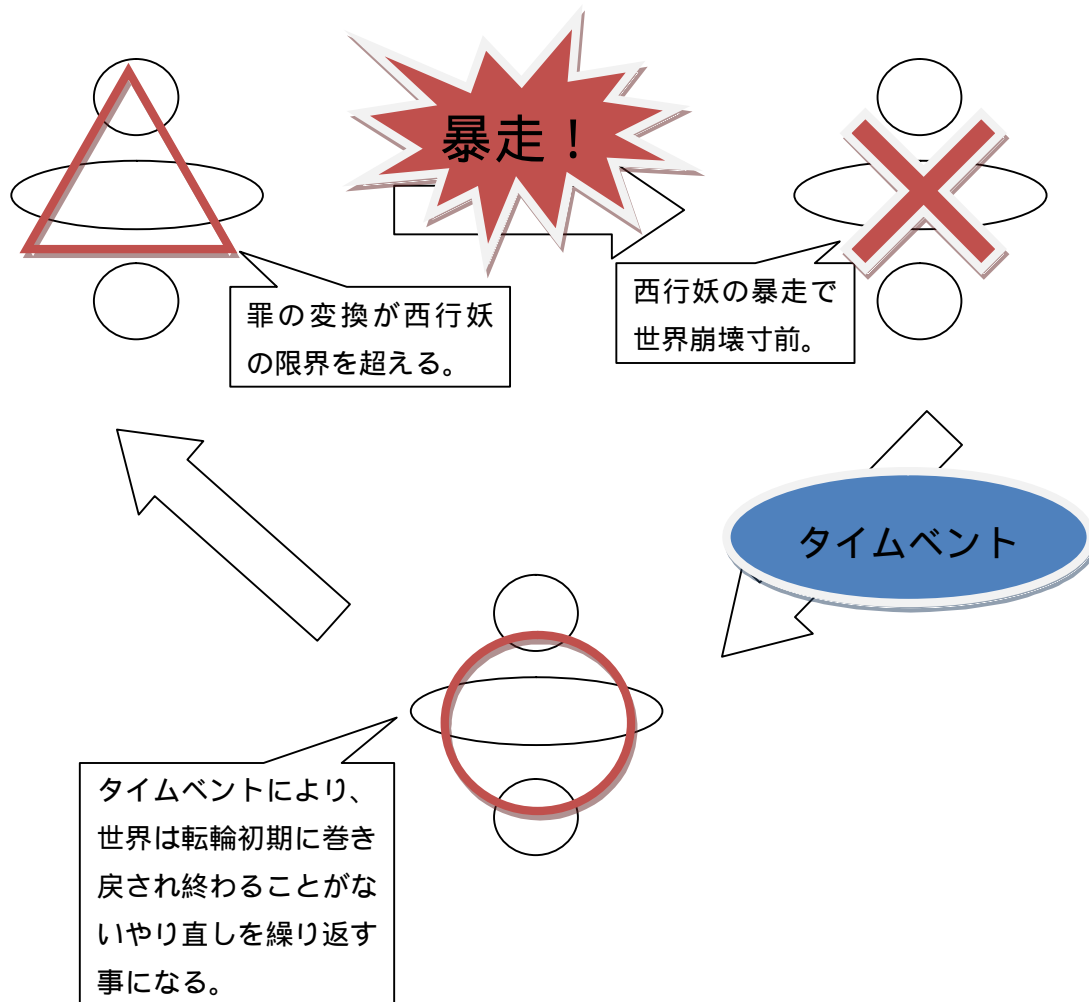 暴走！
罪の変換が西行妖
の限界を超える。
西行妖の暴走で
世界崩壊寸前。
タイムベント
タイムベントにより、
世界は転輪初期に巻き
戻され終わることがな
いやり直しを繰り返す
事になる。